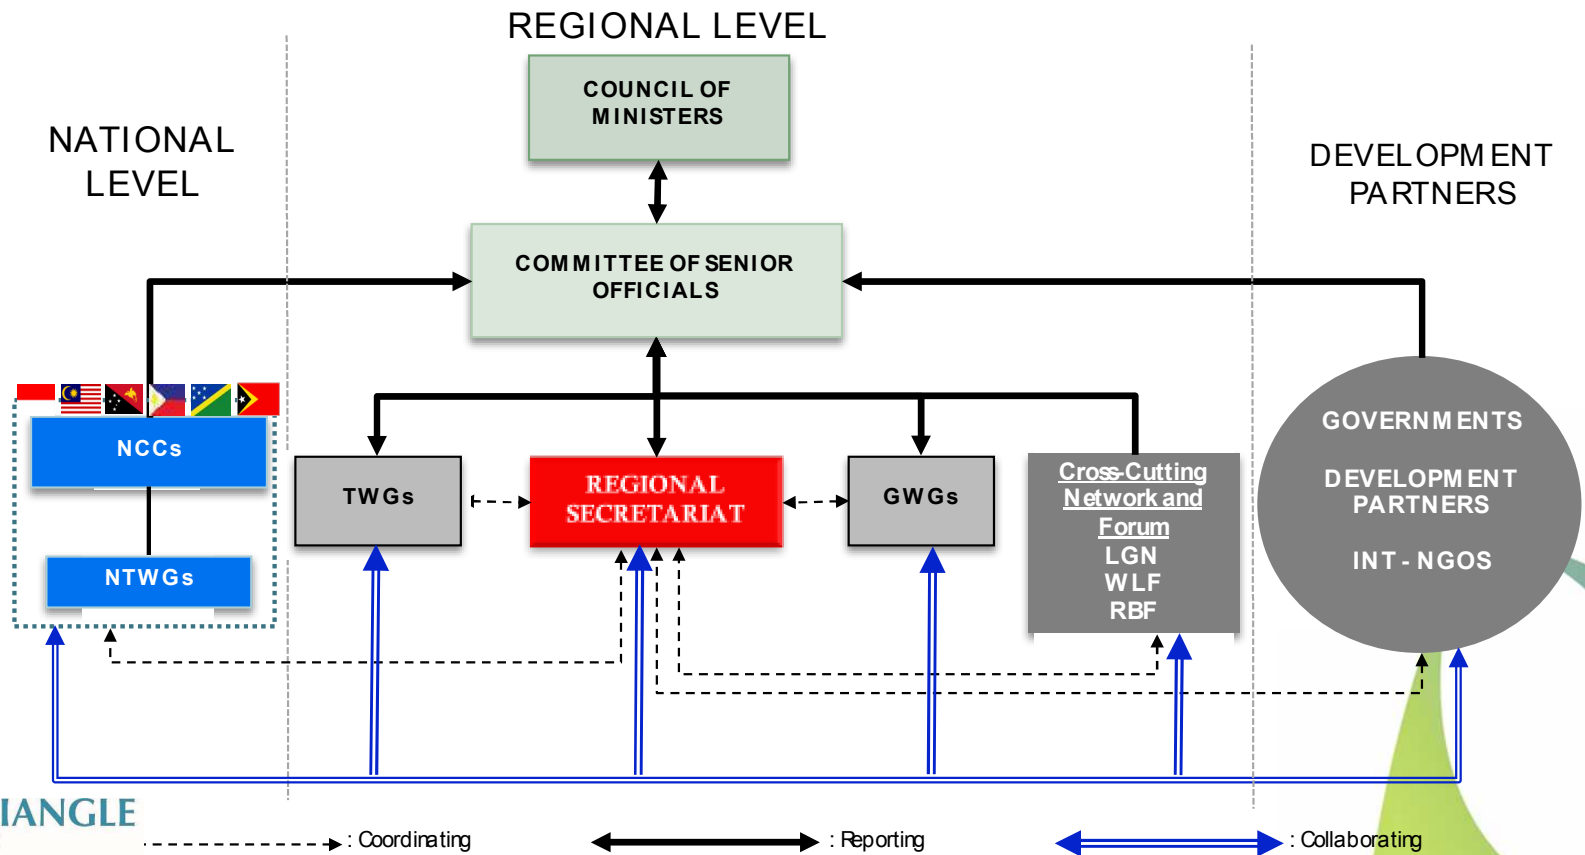 REGIONAL LEVEL
COUNCIL OF
MINISTERS
NATIONAL
LEVEL
DEVELOPMENT
PARTNERS
COMMITTEE OF SENIOR
OFFICIALS
NCCs
NTWGs
TWGs
REGIONAL
SECRETARIAT
GWGs
Cross-Cutting
Network and
Forum
LGN
WLF
RBF
GOVERNMENTS
DEVELOPMENT
PARTNERS
INT - NGOS
IANGLE
: Coordinating
: Reporting
: Collaborating